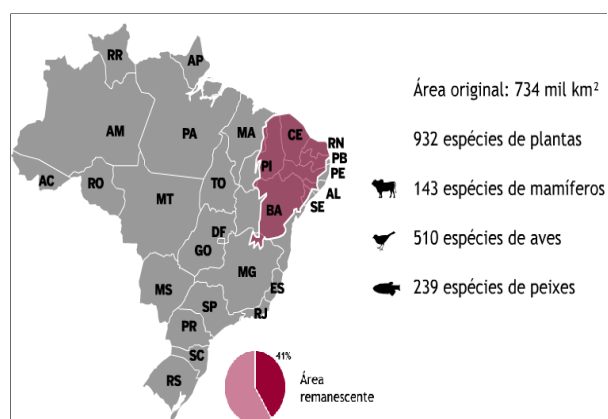 RR
AP
AM
PA
MA
CE
RN
PB
PE
AL
SE
PI
AC
RO
TO
BA
MT
DF
GO
MG
MS
ES
SP
RJ
PR
SC
RS
Área original: 734 mil km²
932 espécies de plantas
143 espécies de mamíferos
510 espécies de aves
239 espécies de peixes
41%
Área
remanescente